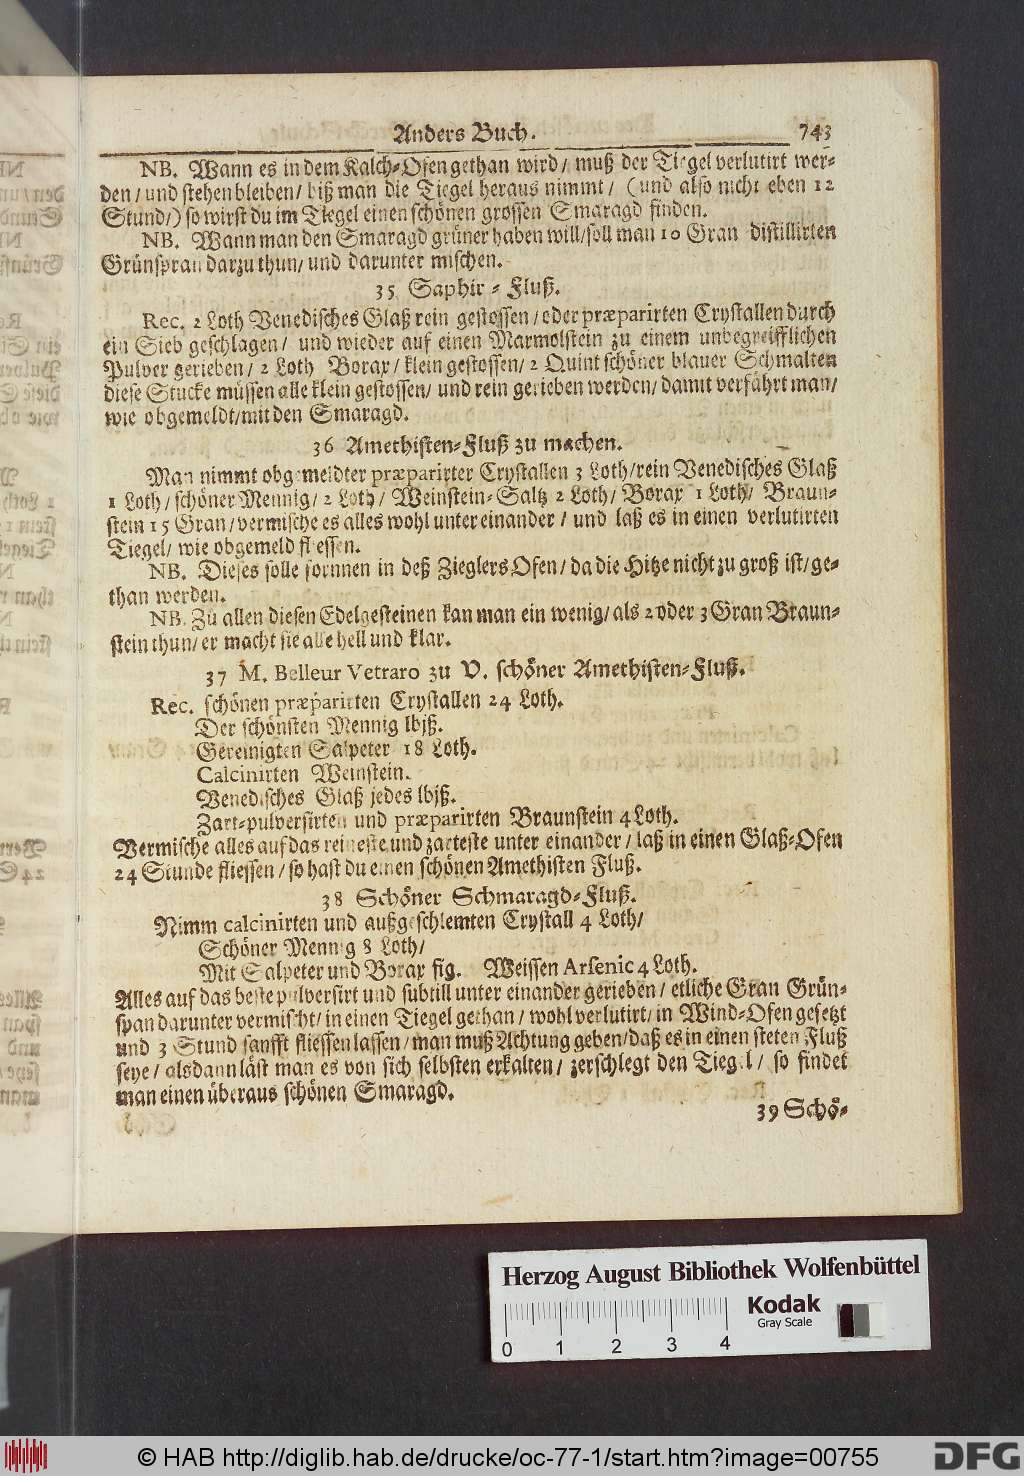 Anders Buch. 743
NB. Wann es in dem Kalch-Ofen gethan wird/ muß der Tiegel verlutirt wer-
den/ und stehen bleiben/ biß man die Tiegel heraus nimmt/ (und also nicht eben 12
Stund/) so wirst du im Tiegel einen schönen grossen Smaragd finden.
NB. Wann man den Smaragd grüner haben will/ soll man 10 Gran distillirten
Grünspran darzu thun/ und darunter mischen.
35 Saphir-Fluß.
Rec. 2 Loth Venedisches Glaß rein gestossen/ oder præparirten Crystallen durch
ein Sieb geschlagen/ und wieder auf einen Marmolstein zu einem unbegreifflichen
Pulver gerieben/ 2 Loth Borax/ klein gestossen/ 2 Quint schöner blauer Schmalten
diese Stucke müssen alle klein gestossen/ und rein gerieben werden/ damit verfährt man/
wie obgemeldt/ mit den Smaragd.
36 Amethisten-Fluß zu machen.
Man nimmt obgemeldter præparirter Crystallen 3 Loth/ rein Venedisches Glaß
1 Loth/ schöner Mennig/ 2 Loth/ Weinstein-Saltz 2 Loth/ Borax 1 Loth/ Braun-
stein 15 Gran/ vermische es alles wohl unter einander/ und laß es in einen verlutirten
Tiegel/ wie obgemeld fliessen.
NB. Dieses solle fornnen in deß Zieglers Ofen/ da die Hitze nicht zu groß ist/ ge-
than werden.
NB. Zu allen diesen Edelgesteinen kan man ein wenig/ als 2 oder 3 Gran Braun-
stein thun/ er macht sie alle hell und klar.
37 M. Belleur Vetraro zu V. schöner Amethisten-Fluß.
Rec. schönen præparirten Crystallen 24 Loth.
Der schönsten Mennig lbjß.
Gereinigten Salpeter 18 Loth.
Calcinirten Weinstein.
Venedisches Glaß jedes lbjß.
Zart-pulversirten und præparirten Braunstein 4 Loth.
Vermische alles auf das reineste und zarteste unter einander/ laß in einen Glaß-Ofen
24 Stunde fliessen/ so hast du einen schönen Amethisten Fluß.
38 Schöner Schmaragd-Fluß.
Nimm calcinirten und außgeschlemten Crystall 4 Loth/
Schöner Mennig 8 Loth/
Mit Salpeter und Borax fig. Weissen Arsenic 4 Loth.
Alles auf das beste pulversirt und subtill unter einander gerieben/ etliche Gran Grün-
span darunter vermischt/ in einen Tiegel gethan/ wohl verlutirt/ in Wind-Ofen gesetzt
und 3 Stund sanfft fliessen lassen/ man muß Achtung geben/ daß es in einen steten Fluß
seye/ alsdann läst man es von sich selbsten erkalten/ zerschlegt den Tiegel/ so findet
man einen überaus schönen Smaragd.
39 Schö-
Herzog August Bibliothek Wolfenbüttel
Kodak
Gray Scale
0 1 2 3 4
© HAB http://diglib.hab.de/drucke/oc-77-1/start.htm?image=00755
DFG